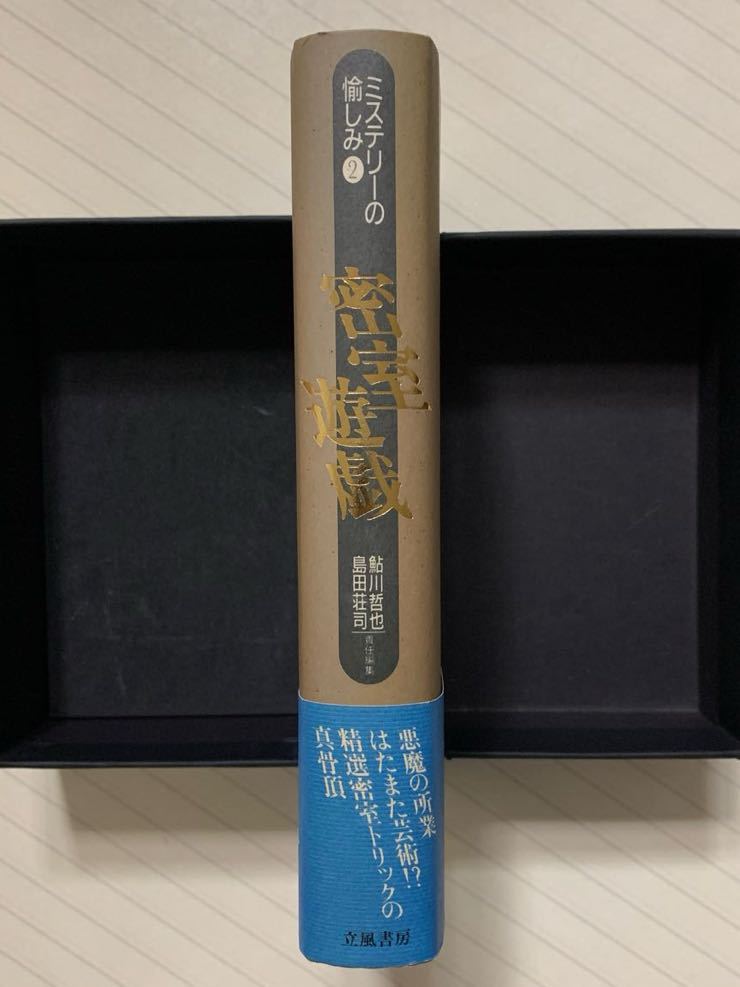 ミステリーの
愉しみ2
密室
遊戯
鮎川哲也
島田荘司
責任編集
悪魔の所業
はたまた芸術!?
精選密室トリックの
真骨頂
立風書房